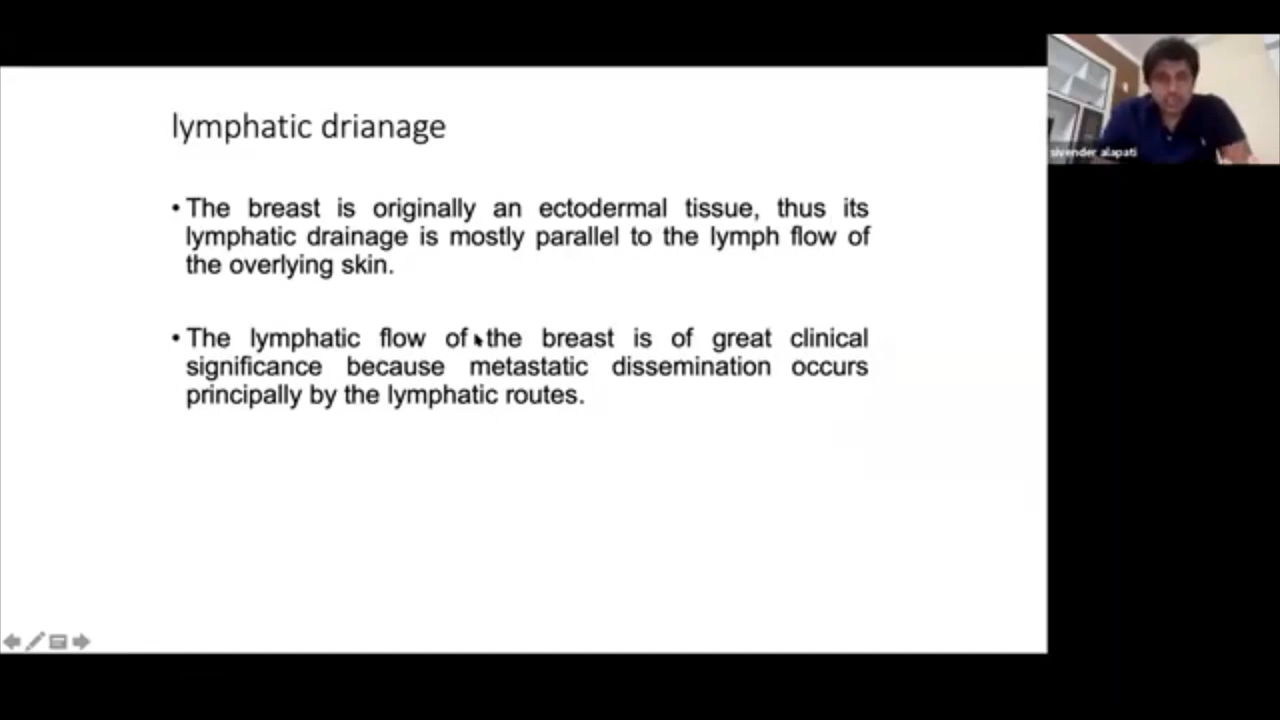 lymphatic drianage
• The breast is originally an ectodermal tissue, thus its
lymphatic drainage is mostly parallel to the lymph flow of
the overlying skin.
• The lymphatic flow of the breast is of great clinical
significance because metastatic dissemination occurs
principally by the lymphatic routes.
sivender alapati